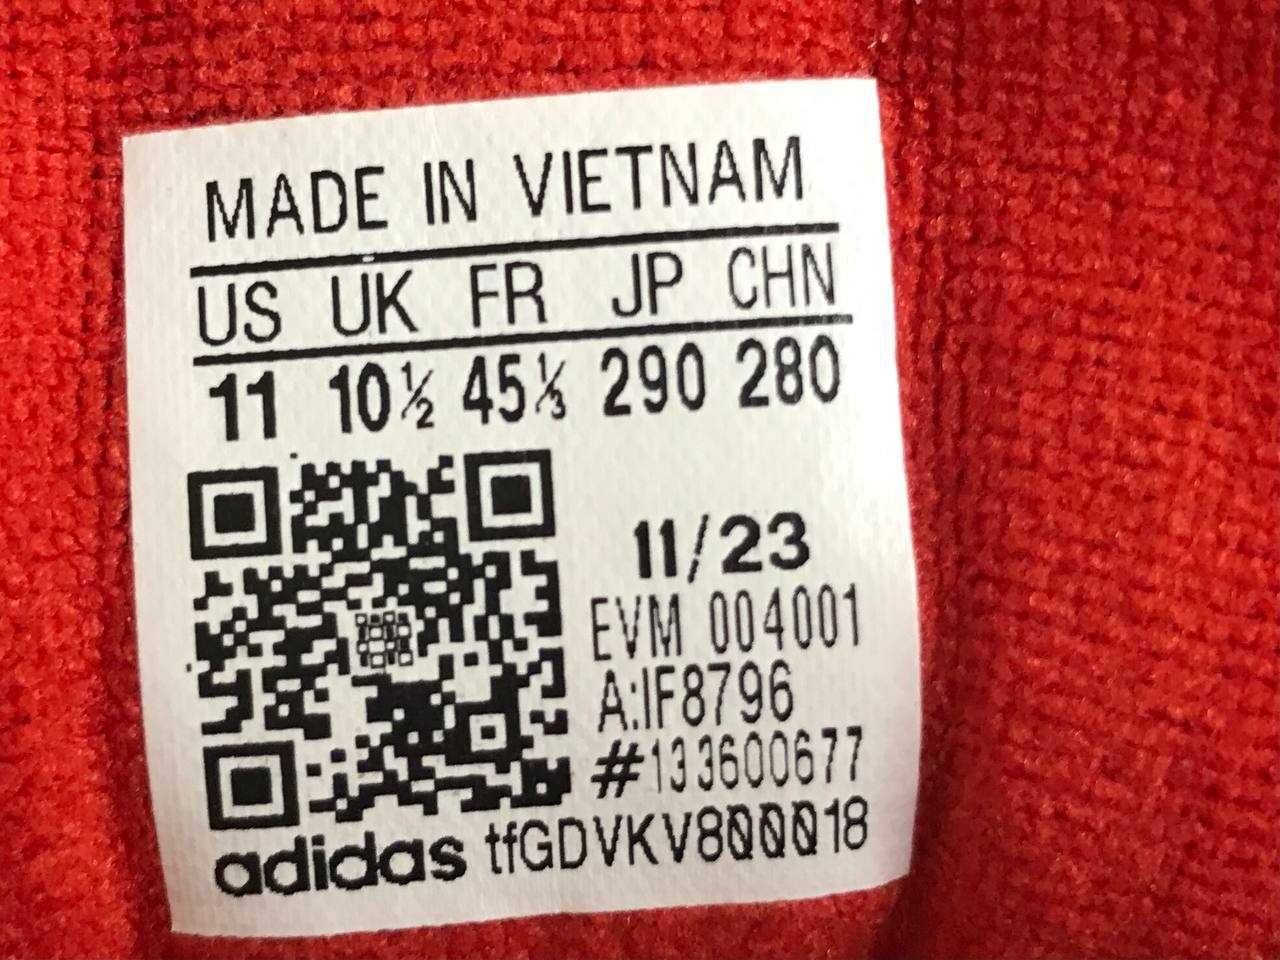 MADE IN VIETNAM
US UK FR JP CHN
11 10½ 45⅓ 290 280
11/23
EVM 004001
A:IF8796
#133600677
adidas tfGDVKV800018